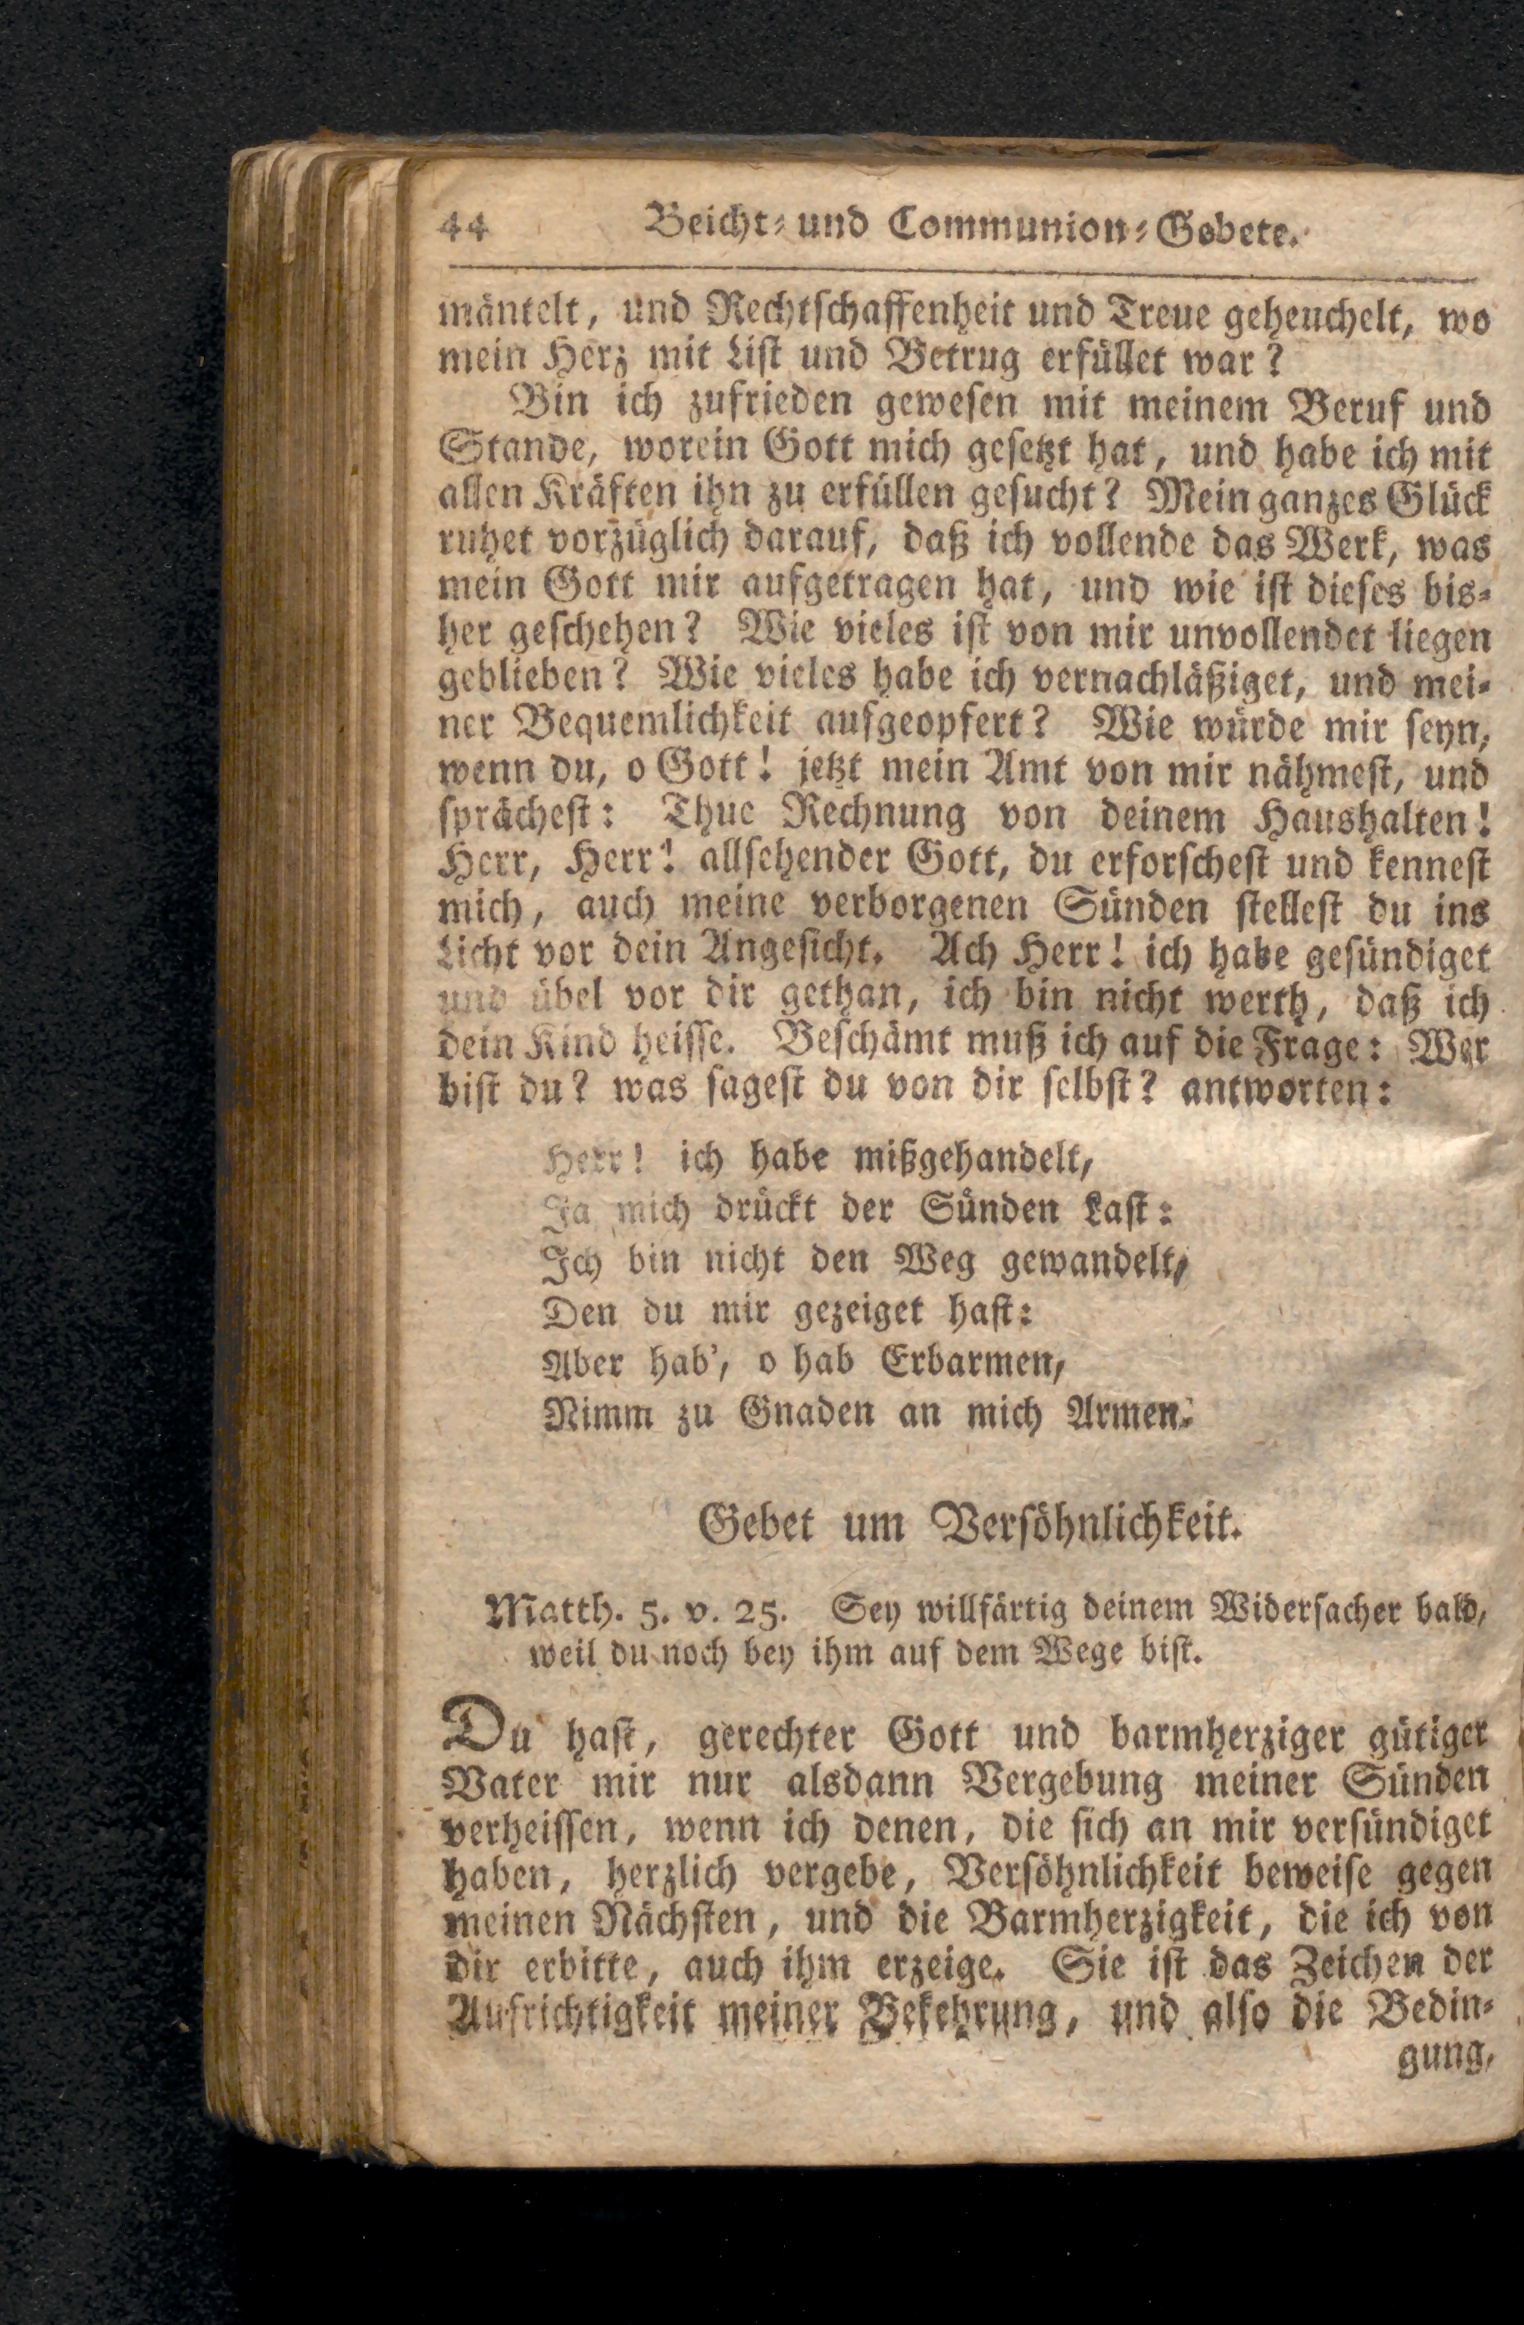 44 Beicht- und Communion-Gebete.
mäntelt, und Rechtschaffenheit und Treue geheuchelt, wo
mein Herz mit List und Betrug erfüllet war?
Bin ich zufrieden gewesen mit meinem Beruf und
Stande, worein Gott mich gesetzt hat, und habe ich mit
allen Kräften ihn zu erfüllen gesucht? Mein ganzes Glück
ruhet vorzüglich darauf, daß ich vollende das Werk, was
mein Gott mir aufgetragen hat, und wie ist dieses bis-
her geschehen? Wie vieles ist von mir unvollendet liegen
geblieben? Wie vieles habe ich vernachläßiget, und mei-
ner Bequemlichkeit aufgeopfert? Wie würde mir seyn,
wenn du, o Gott! jetzt mein Amt von mir nähmest, und
sprächest: Thue Rechnung von deinem Haushalten!
Herr, Herr! allsehender Gott, du erforschest und kennest
mich, auch meine verborgenen Sünden stellest du ins
Licht vor dein Angesicht. Ach Herr! ich habe gesündiget
und übel vor dir gethan, ich bin nicht werth, daß ich
dein Kind heisse. Beschämt muß ich auf die Frage: Wer
bist du? was sagest du von dir selbst? antworten:
Herr! ich habe mißgehandelt,
Ja mich drückt der Sünden Last:
Ich bin nicht den Weg gewandelt,
Den du mir gezeiget hast:
Aber hab', o hab Erbarmen,
Nimm zu Gnaden an mich Armen.
Gebet um Versöhnlichkeit.
Matth. 5. v. 25. Sey willfärtig deinem Widersacher bald,
weil du noch bey ihm auf dem Wege bist.
Du hast, gerechter Gott und barmherziger gütiger
Vater mir nur alsdann Vergebung meiner Sünden
verheissen, wenn ich denen, die sich an mir versündiget
haben, herzlich vergebe, Versöhnlichkeit beweise gegen
meinen Nächsten, und die Barmherzigkeit, die ich von
dir erbitte, auch ihm erzeige. Sie ist das Zeichen der
Aufrichtigkeit meiner Bekehrung, und also die Bedin-
gung,